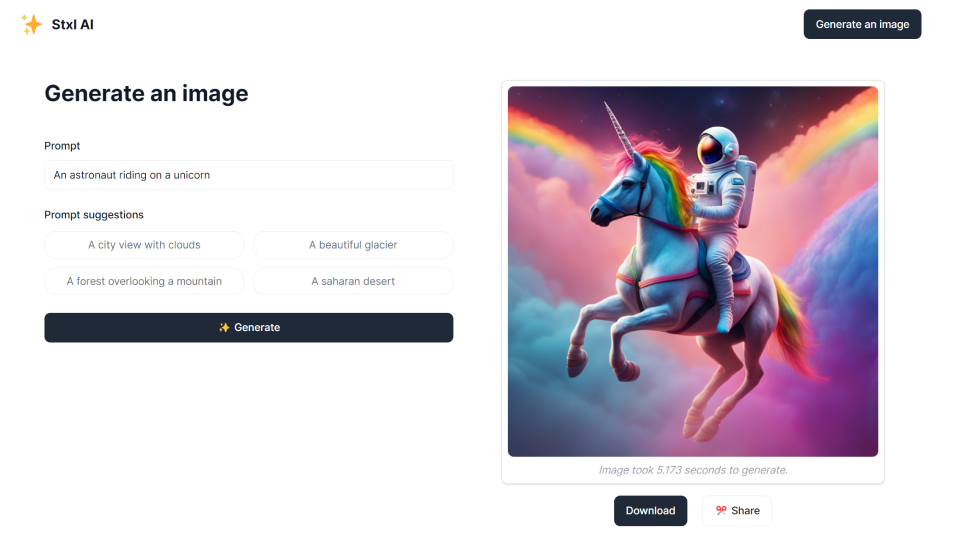 Stxl AI
Generate an image
Generate an image
Prompt
An astronaut riding on a unicorn
Prompt suggestions
A city view with clouds
A beautiful glacier
A forest overlooking a mountain
A saharan desert
✨ Generate
Image took 5.173 seconds to generate.
Download
Share